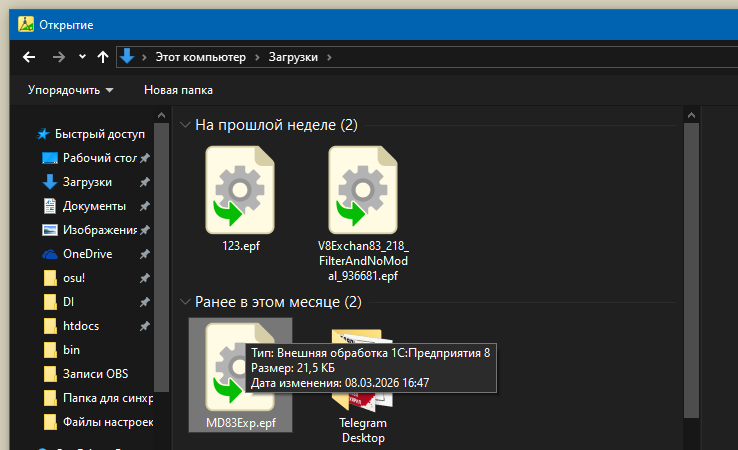 Открытие
Этот компьютер
Загрузки
Упорядочить
Новая папка
Быстрый доступ
Рабочий стол
Загрузки
Документы
Изображения
OneDrive
osu!
DI
htdocs
bin
Записи OBS
Папка для синхр
Файлы настроек
На прошлой неделе (2)
123.epf
V8Exchan83_218_
FilterAndNoMod
al_936681.epf
Ранее в этом месяце (2)
Тип: Внешняя обработка 1С:Предприятия 8
Размер: 21,5 КБ
Дата изменения: 08.03.2026 16:47
MD83Exp.epf
Telegram
Desktop